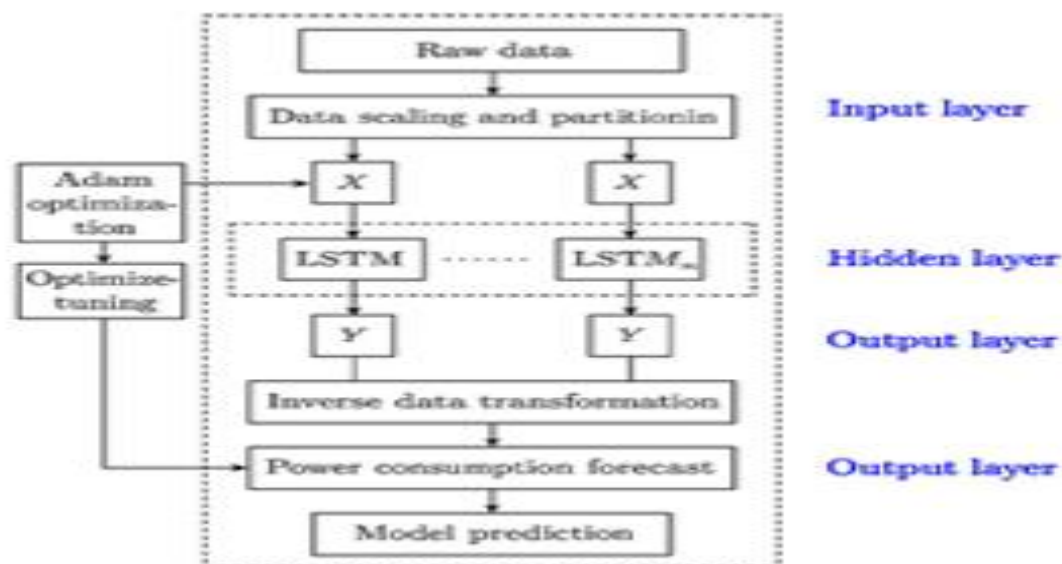 Raw data
Data scaling and partitionin
Input layer
X
X
Adam
optimiza-
tion
LSTM
LSTM
Hidden layer
Optimize-
tuning
Y
Y
Output layer
Inverse data transformation
Power consumption forecast
Output layer
Model prediction